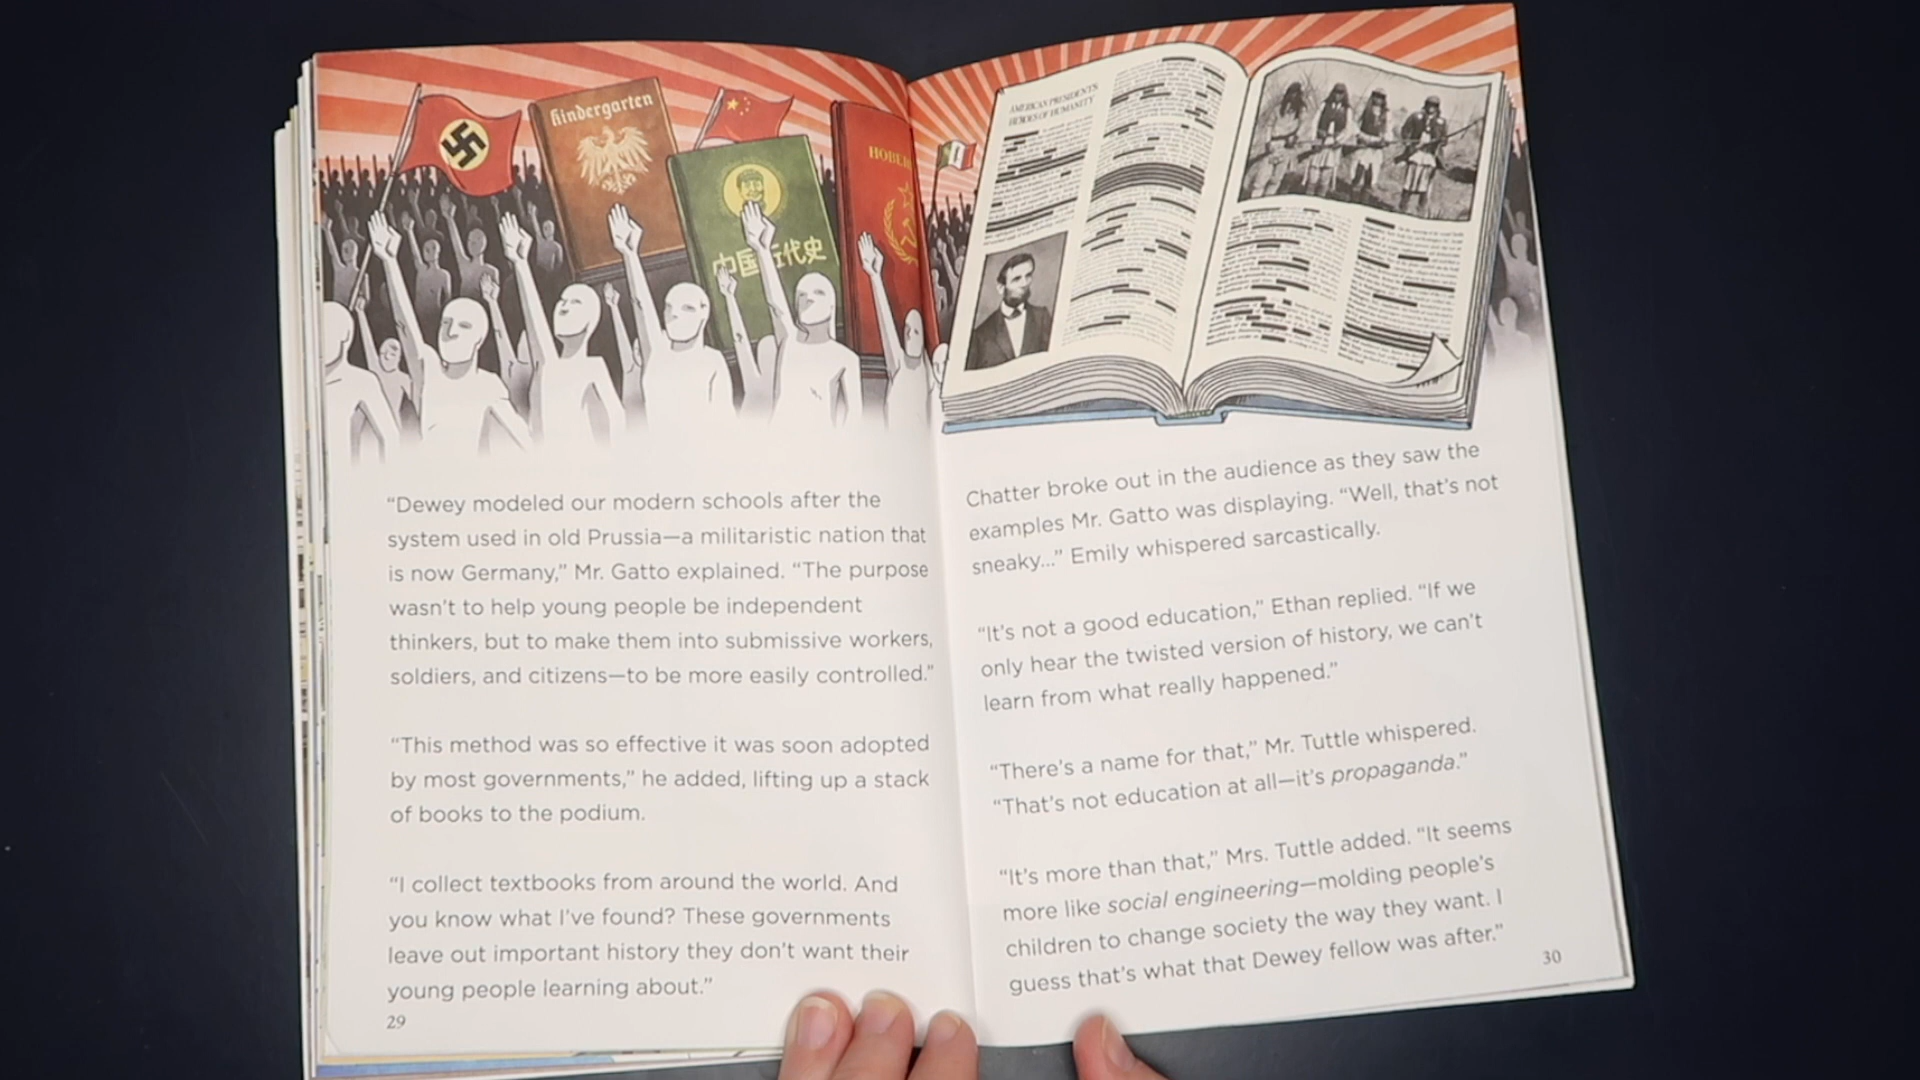 Kindergarten
中国近代史
AMERICAN PRESIDENTS
HEROES OF HUMANITY
“Dewey modeled our modern schools after the
system used in old Prussia—a militaristic nation that
is now Germany,” Mr. Gatto explained. “The purpose
wasn’t to help young people be independent
thinkers, but to make them into submissive workers,
soldiers, and citizens—to be more easily controlled.”
“This method was so effective it was soon adopted
by most governments,” he added, lifting up a stack
of books to the podium.
“I collect textbooks from around the world. And
you know what I’ve found? These governments
leave out important history they don’t want their
young people learning about.”
29
Chatter broke out in the audience as they saw the
examples Mr. Gatto was displaying. “Well, that’s not
sneaky...” Emily whispered sarcastically.
“It’s not a good education,” Ethan replied. “If we
only hear the twisted version of history, we can’t
learn from what really happened.”
“There’s a name for that,” Mr. Tuttle whispered.
“That’s not education at all—it’s propaganda.”
“It’s more than that,” Mrs. Tuttle added. “It seems
more like social engineering—molding people’s
children to change society the way they want. I
guess that’s what that Dewey fellow was after.”
30